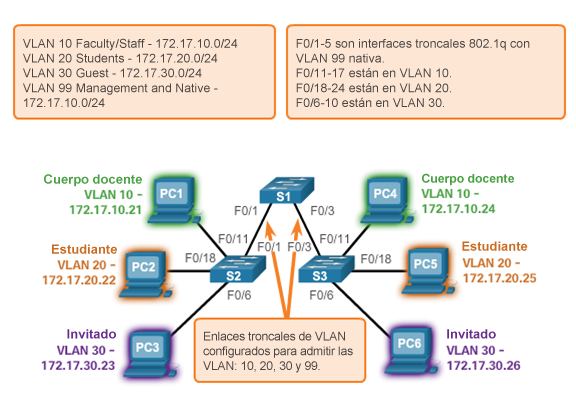 VLAN 10 Faculty/Staff - 172.17.10.0/24
VLAN 20 Students - 172.17.20.0/24
VLAN 30 Guest - 172.17.30.0/24
VLAN 99 Management and Native -
172.17.10.0/24
F0/1-5 son interfaces troncales 802.1q con
VLAN 99 nativa.
F0/11-17 están en VLAN 10.
F0/18-24 están en VLAN 20.
F0/6-10 están en VLAN 30.
Cuerpo docente
VLAN 10 –
172.17.10.21
PC1
S1
PC4
Cuerpo docente
VLAN 10 –
172.17.10.24
F0/1
F0/3
F0/11
F0/1
F0/3
F0/11
Estudiante
VLAN 20 –
172.17.20.22
PC2
F0/18
S2
S3
F0/18
PC5
Estudiante
VLAN 20 –
172.17.20.25
F0/6
F0/6
Invitado
VLAN 30 –
172.17.30.23
PC3
Enlaces troncales de VLAN
configurados para admitir las
VLAN: 10, 20, 30 y 99.
PC6
Invitado
VLAN 30 –
172.17.30.26